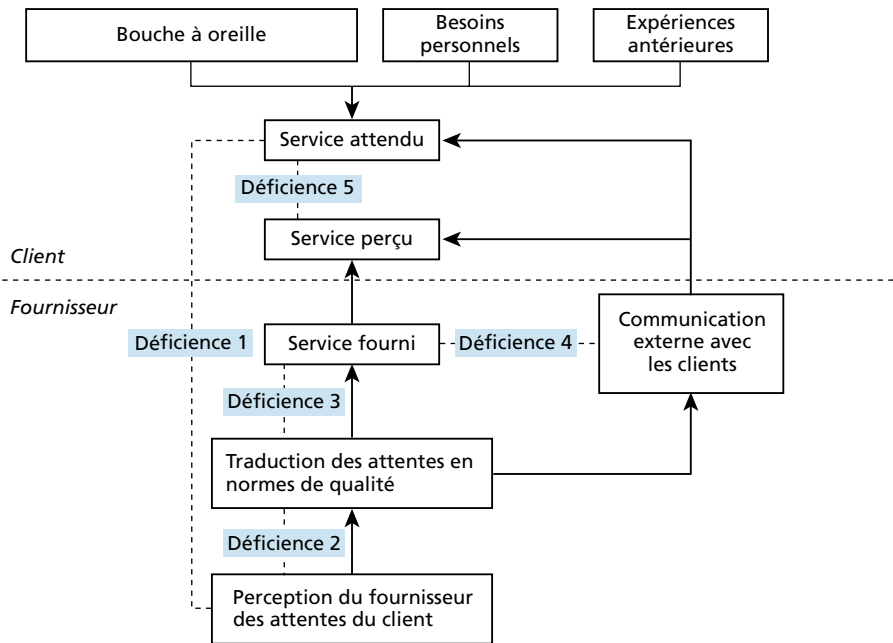 Bouche à oreille
Besoins
personnels
Expériences
antérieures
Service attendu
Déficience 5
Service perçu
Client
Fournisseur
Déficience 1
Service fourni
Déficience 4
Communication
externe avec
les clients
Déficience 3
Traduction des attentes en
normes de qualité
Déficience 2
Perception du fournisseur
des attentes du client